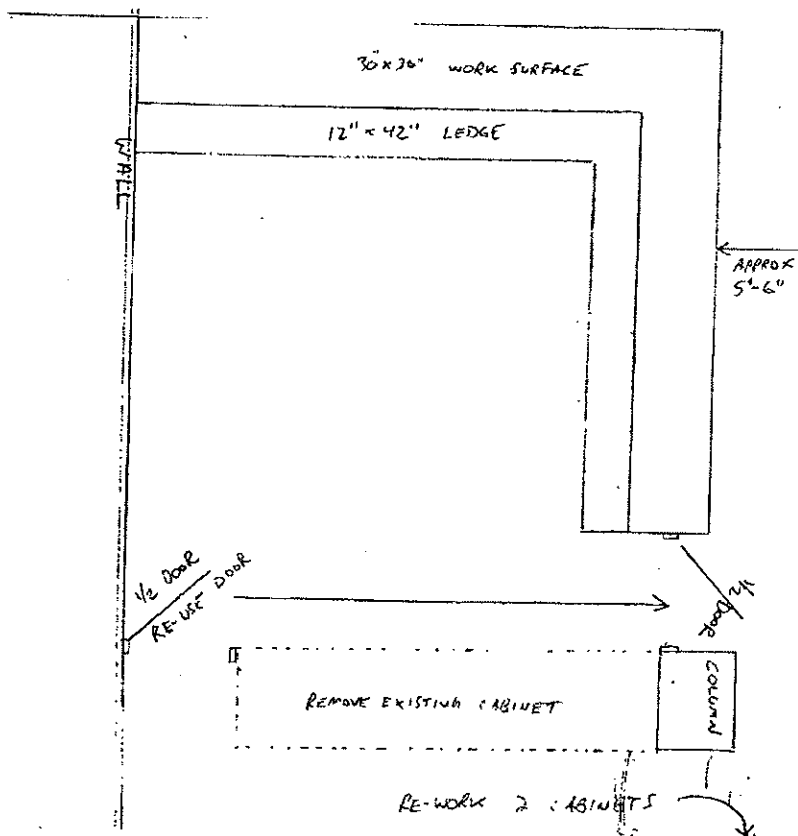 30"x30" WORK SURFACE
12" x 42" LEDGE
WALL
APPROX
5'-6"
1/2 DOOR
RE-USE DOOR
1/2 DOOR
REMOVE EXISTING CABINET
COLUMN
RE-WORK 2 CABINETS